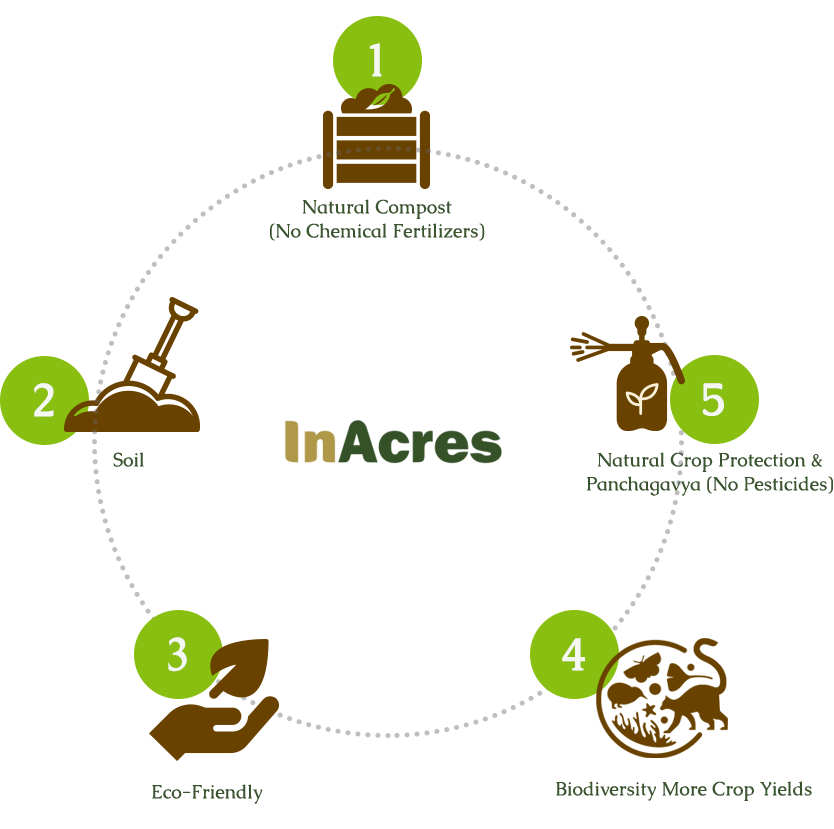 1
Natural Compost
(No Chemical Fertilizers)
2
Soil
InAcres
5
Natural Crop Protection &
Panchagavya (No Pesticides)
3
Eco-Friendly
4
Biodiversity More Crop Yields